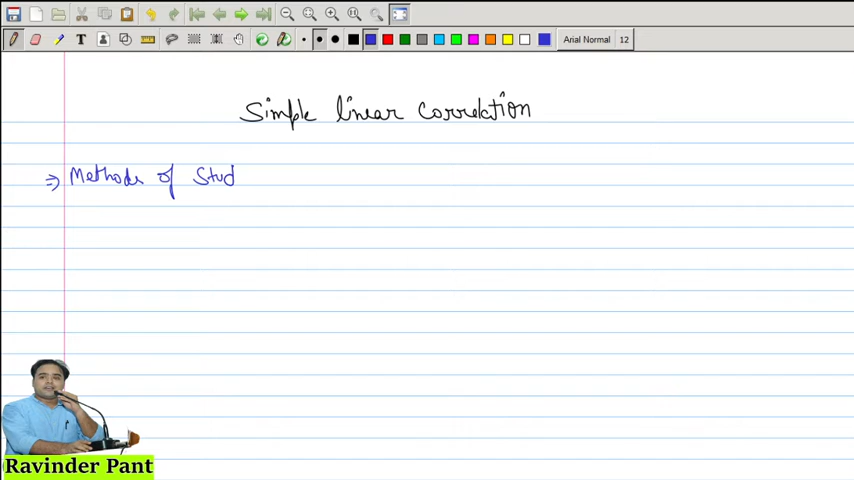 Arial Normal 12
Simple linear correlation
⇒ Methods of Stud
Ravinder Pant